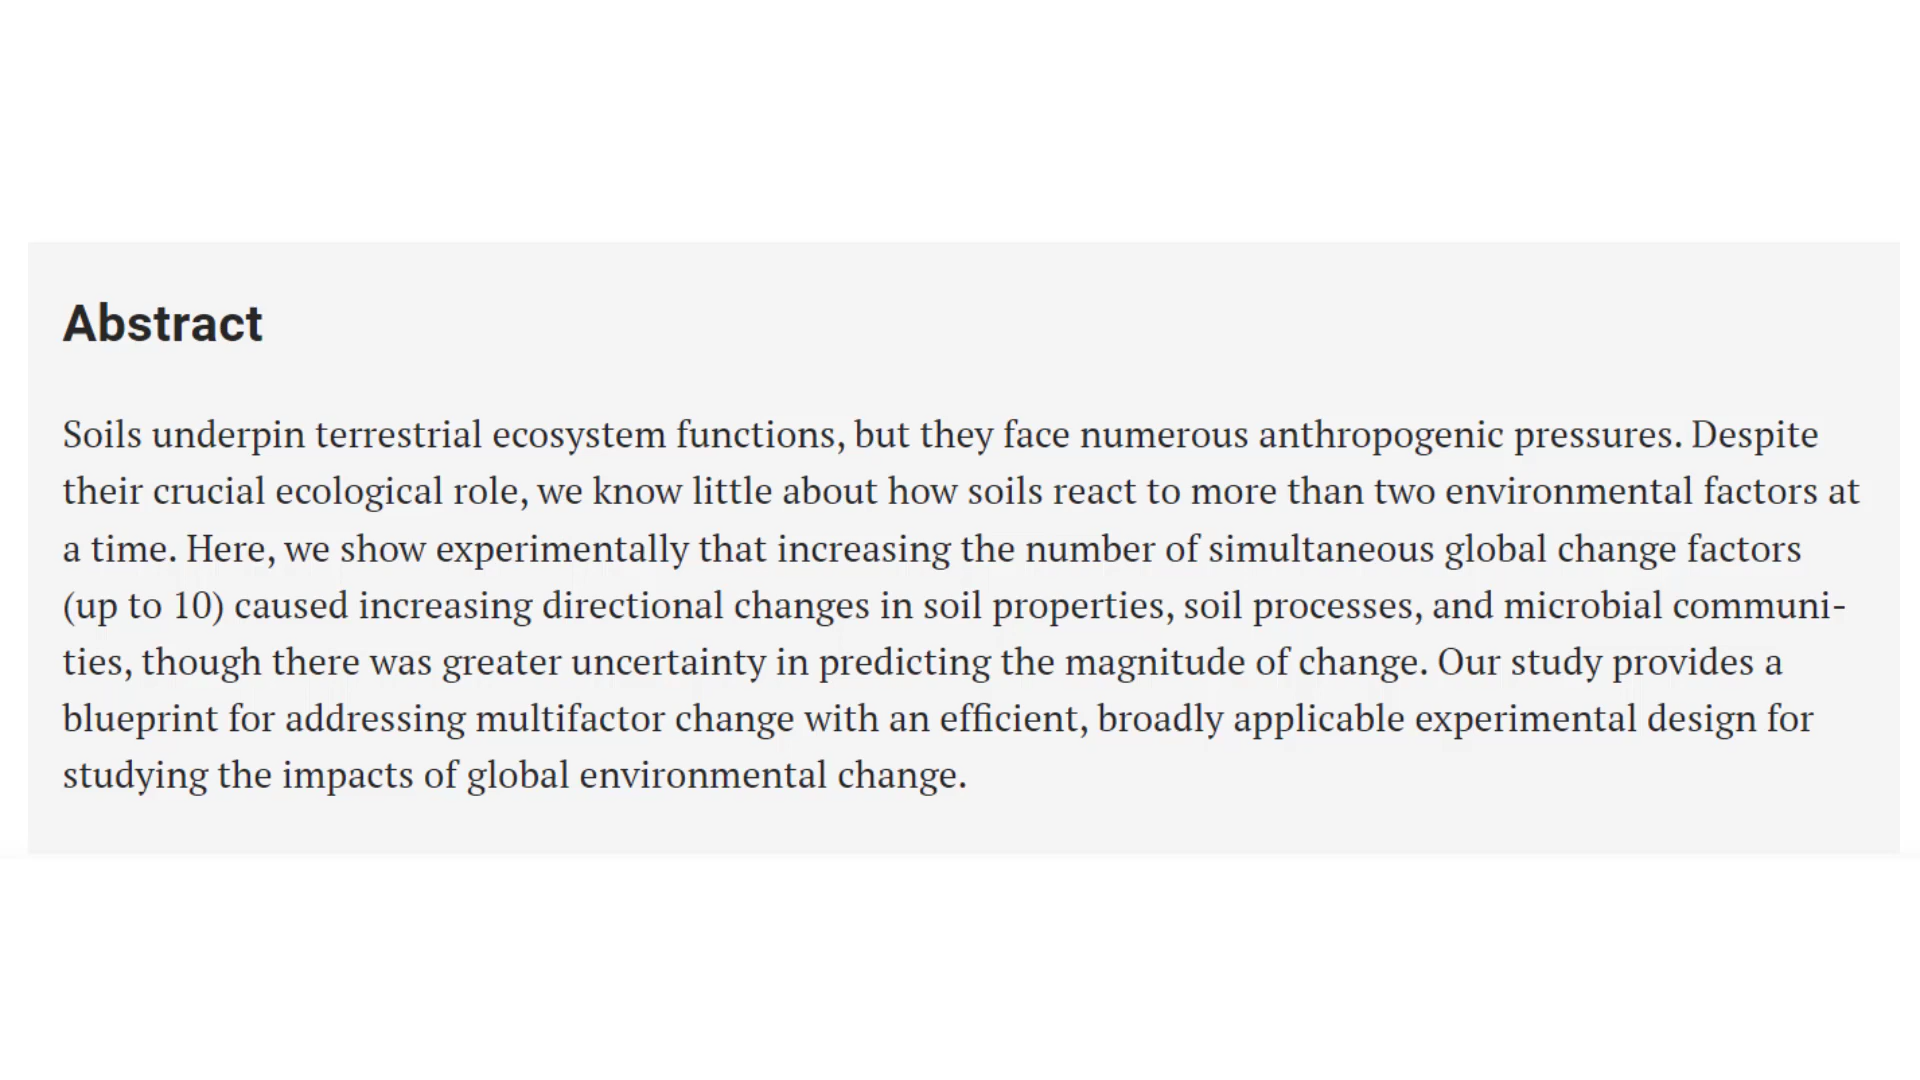 Abstract
Soils underpin terrestrial ecosystem functions, but they face numerous anthropogenic pressures. Despite
their crucial ecological role, we know little about how soils react to more than two environmental factors at
a time. Here, we show experimentally that increasing the number of simultaneous global change factors
(up to 10) caused increasing directional changes in soil properties, soil processes, and microbial communi-
ties, though there was greater uncertainty in predicting the magnitude of change. Our study provides a
blueprint for addressing multifactor change with an efficient, broadly applicable experimental design for
studying the impacts of global environmental change.